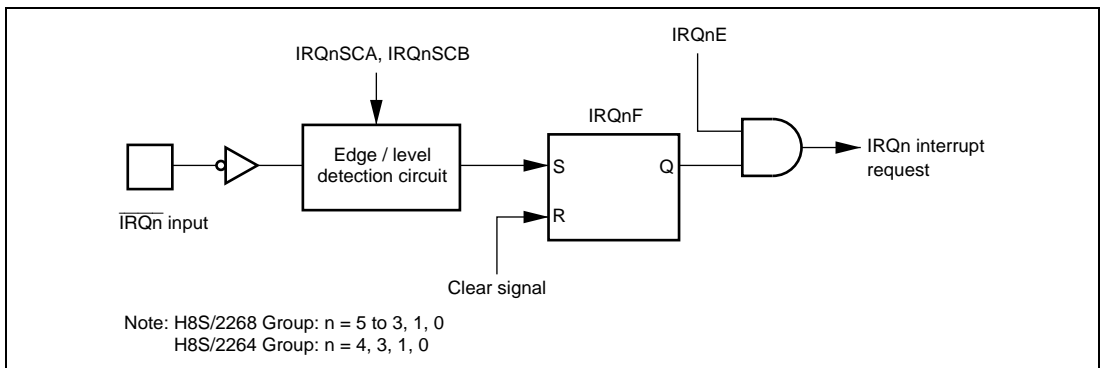 IRQnE
IRQnSCA, IRQnSCB
IRQnF
Edge / level
detection circuit
S
Q
R
IRQn interrupt
request
IRQn input
Clear signal
Note: H8S/2268 Group: n = 5 to 3, 1, 0
H8S/2264 Group: n = 4, 3, 1, 0